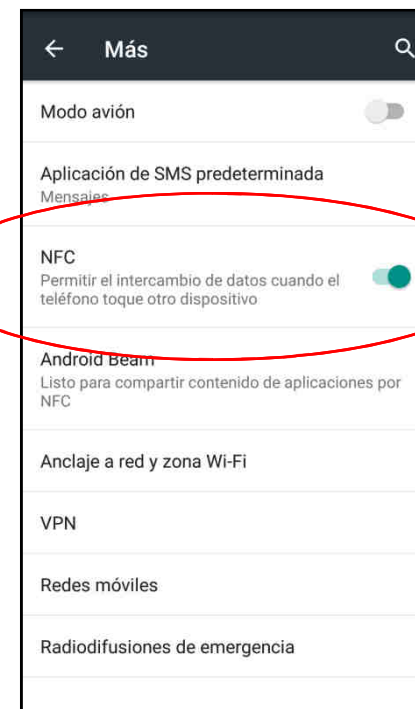 Más
Modo avión
Aplicación de SMS predeterminada
Mensajes
NFC
Permitir el intercambio de datos cuando el
teléfono toque otro dispositivo
Android Beam
Listo para compartir contenido de aplicaciones por
NFC
Anclaje a red y zona Wi-Fi
VPN
Redes móviles
Radiodifusiones de emergencia